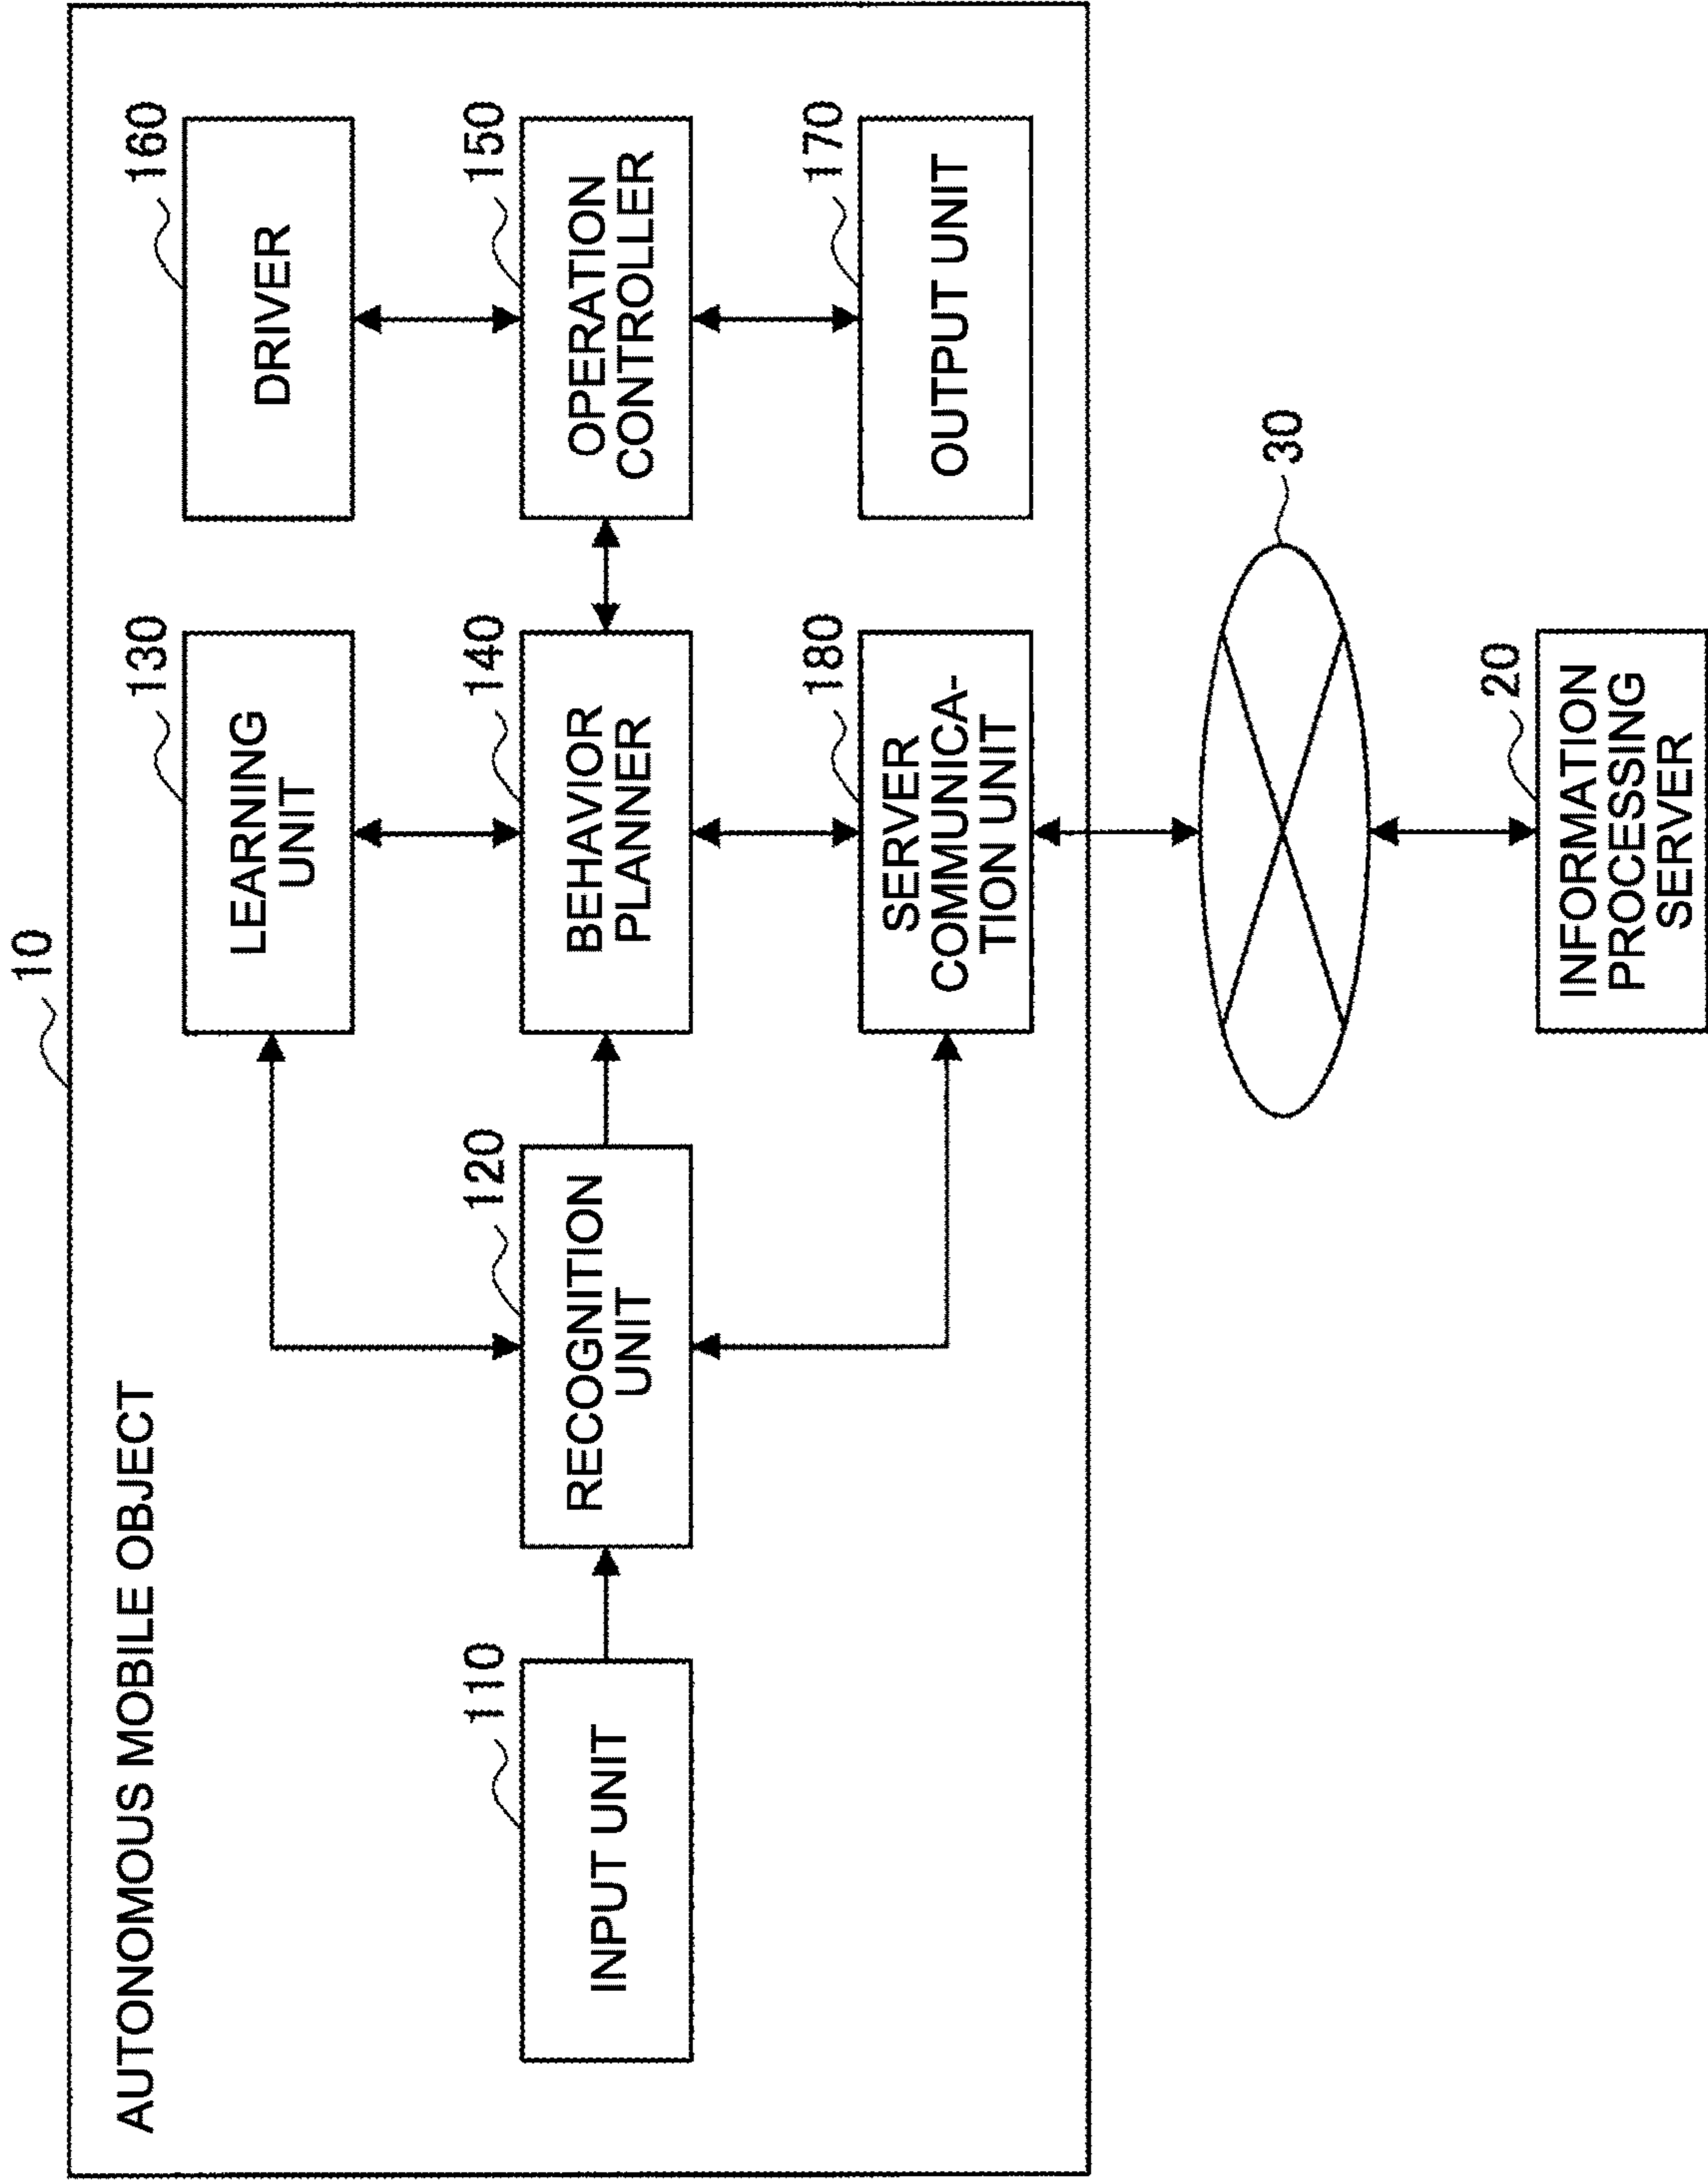 10
AUTONOMOUS MOBILE OBJECT
130
LEARNING
UNIT
160
DRIVER
110
INPUT UNIT
120
RECOGNITION
UNIT
140
BEHAVIOR
PLANNER
150
OPERATION
CONTROLLER
180
SERVER
COMMUNICA-
TION UNIT
170
OUTPUT UNIT
30
20
INFORMATION
PROCESSING
SERVER